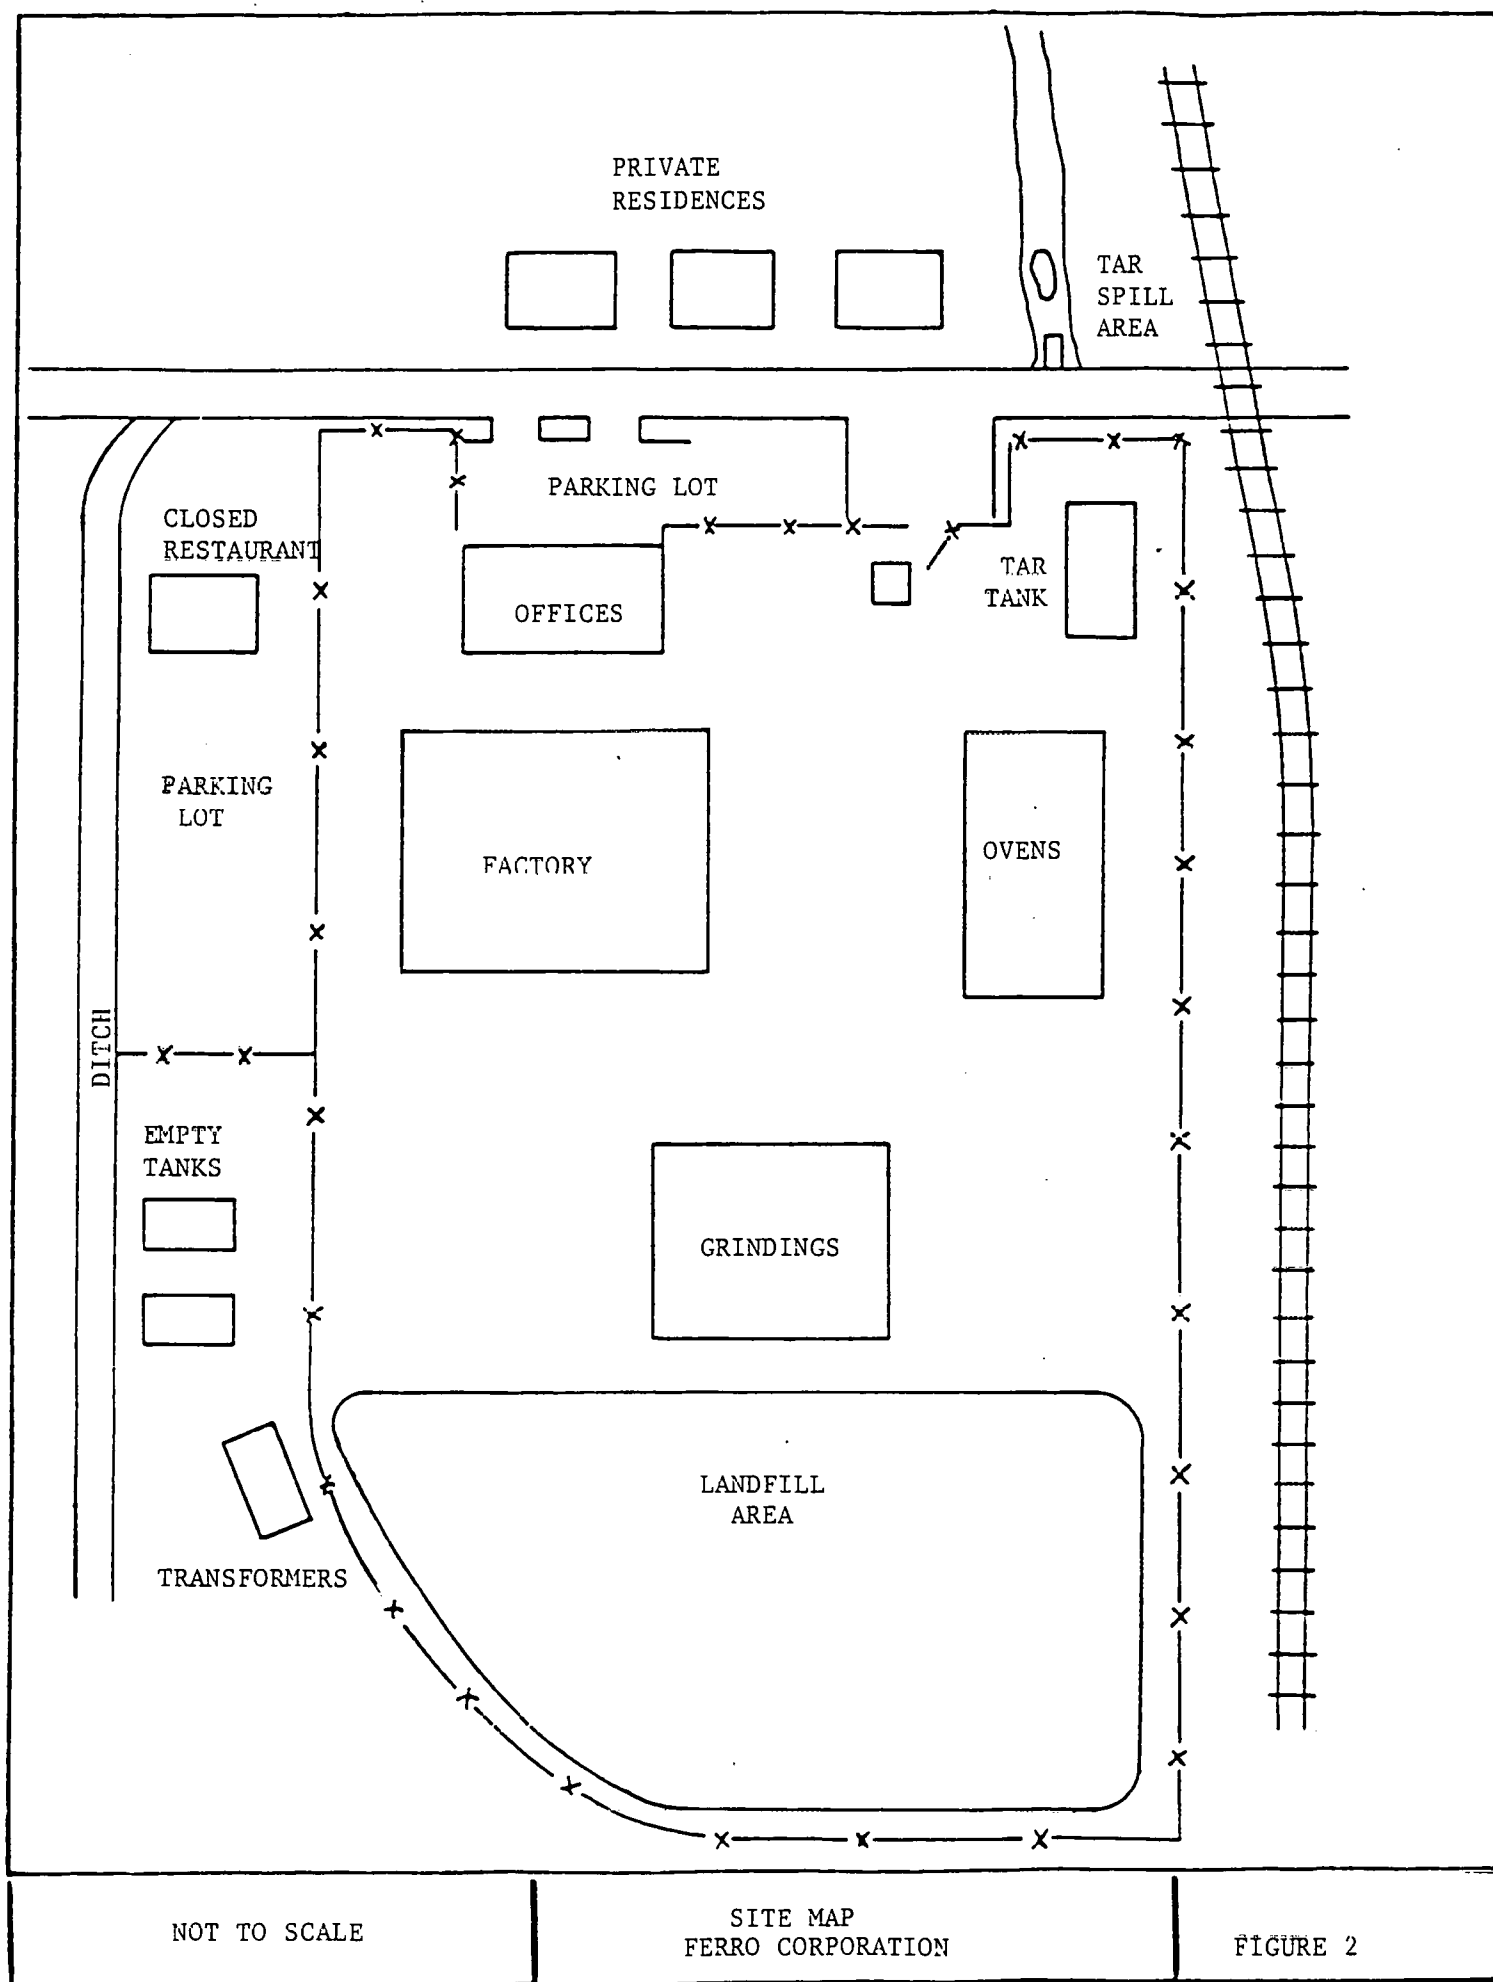 PRIVATE
RESIDENCES
TAR
SPILL
AREA
PARKING LOT
CLOSED
RESTAURANT
OFFICES
TAR
TANK
PARKING
LOT
FACTORY
OVENS
DITCH
EMPTY
TANKS
GRINDINGS
LANDFILL
AREA
TRANSFORMERS
NOT TO SCALE
SITE MAP
FERRO CORPORATION
FIGURE 2